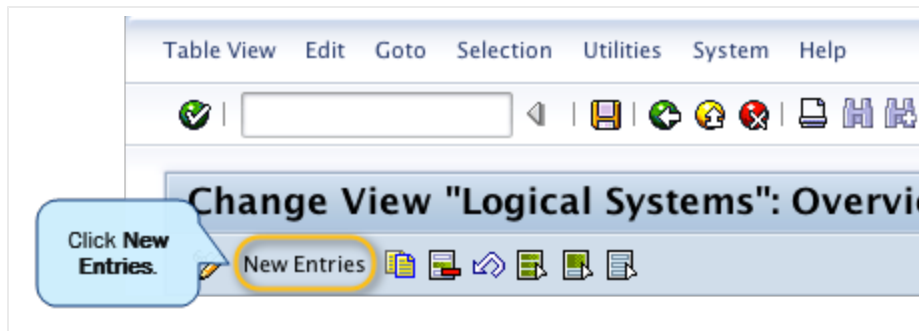 Table View Edit Goto Selection Utilities System Help
Change View "Logical Systems": Overvi
Click New
Entries.
New Entries